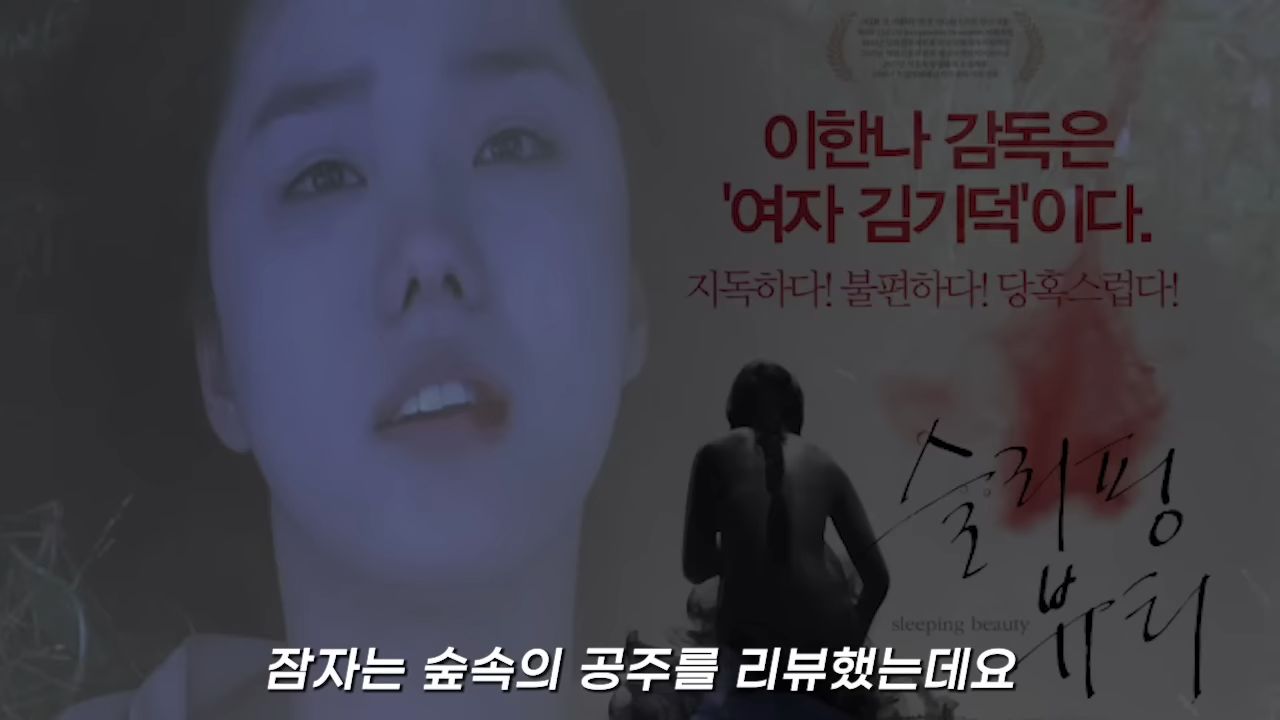 이한나 감독은
'여자 김기덕'이다.
지독하다! 불편하다! 당혹스럽다!
슬리핑
뷰티
sleeping beauty
잠자는 숲속의 공주를 리뷰했는데요